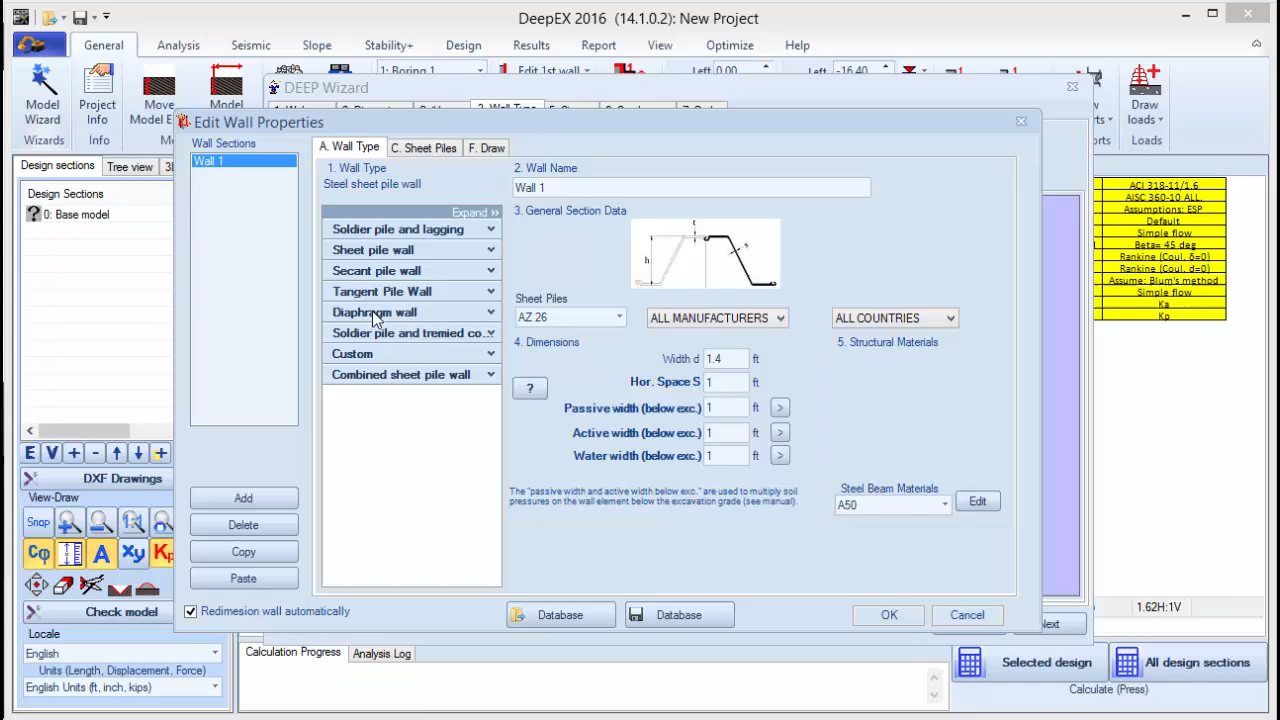 DeepEX 2016 (14.1.0.2): New Project
General
Analysis
Seismic
Slope
Stability+
Design
Results
Report
View
Optimize
Help
Model
Wizard
Wizards
Project
Info
Info
Move
Model E
Model
1: Boring 1
Edit 1st wall
Left 0.00
Left -16.40
Draw
loads
Loads
DEEP Wizard
Edit Wall Properties
Design sections
Tree view
Design Sections
0: Base model
E V + - +
DXF Drawings
View-Draw
Snap
Cφ
A
Xy
Kp
Check model
Locale
English
Units (Length, Displacement, Force)
English Units (ft, inch, kips)
Wall Sections
Wall 1
Add
Delete
Copy
Paste
Redimesion wall automatically
A. Wall Type
C. Sheet Piles
F. Draw
1. Wall Type
Steel sheet pile wall
Expand »
Soldier pile and lagging
Sheet pile wall
Secant pile wall
Tangent Pile Wall
Diaphragm wall
Soldier pile and tremied co...
Custom
Combined sheet pile wall
2. Wall Name
Wall 1
3. General Section Data
t
h
s
Sheet Piles
AZ 26
ALL MANUFACTURERS
ALL COUNTRIES
4. Dimensions
5. Structural Materials
Width d 1.4 ft
?
Hor. Space S 1 ft
Passive width (below exc.) 1 ft >
Active width (below exc.) 1 ft >
Water width (below exc.) 1 ft >
The "passive width and active width below exc." are used to multiply soil
pressures on the wall element below the excavation grade (see manual).
Steel Beam Materials
A50
Edit
Database
Database
OK
Cancel
Next
ACI 318-11/1.6
AISC 360-10 ALL.
Assumptions: ESP
Default
Simple flow
Beta= 45 deg
Rankine (Coul. δ=0)
Rankine (Coul. d=0)
Assume: Blum's method
Simple flow
Ka
Kp
1.62H:1V
Calculation Progress
Analysis Log
Selected design
All design sections
Calculate (Press)